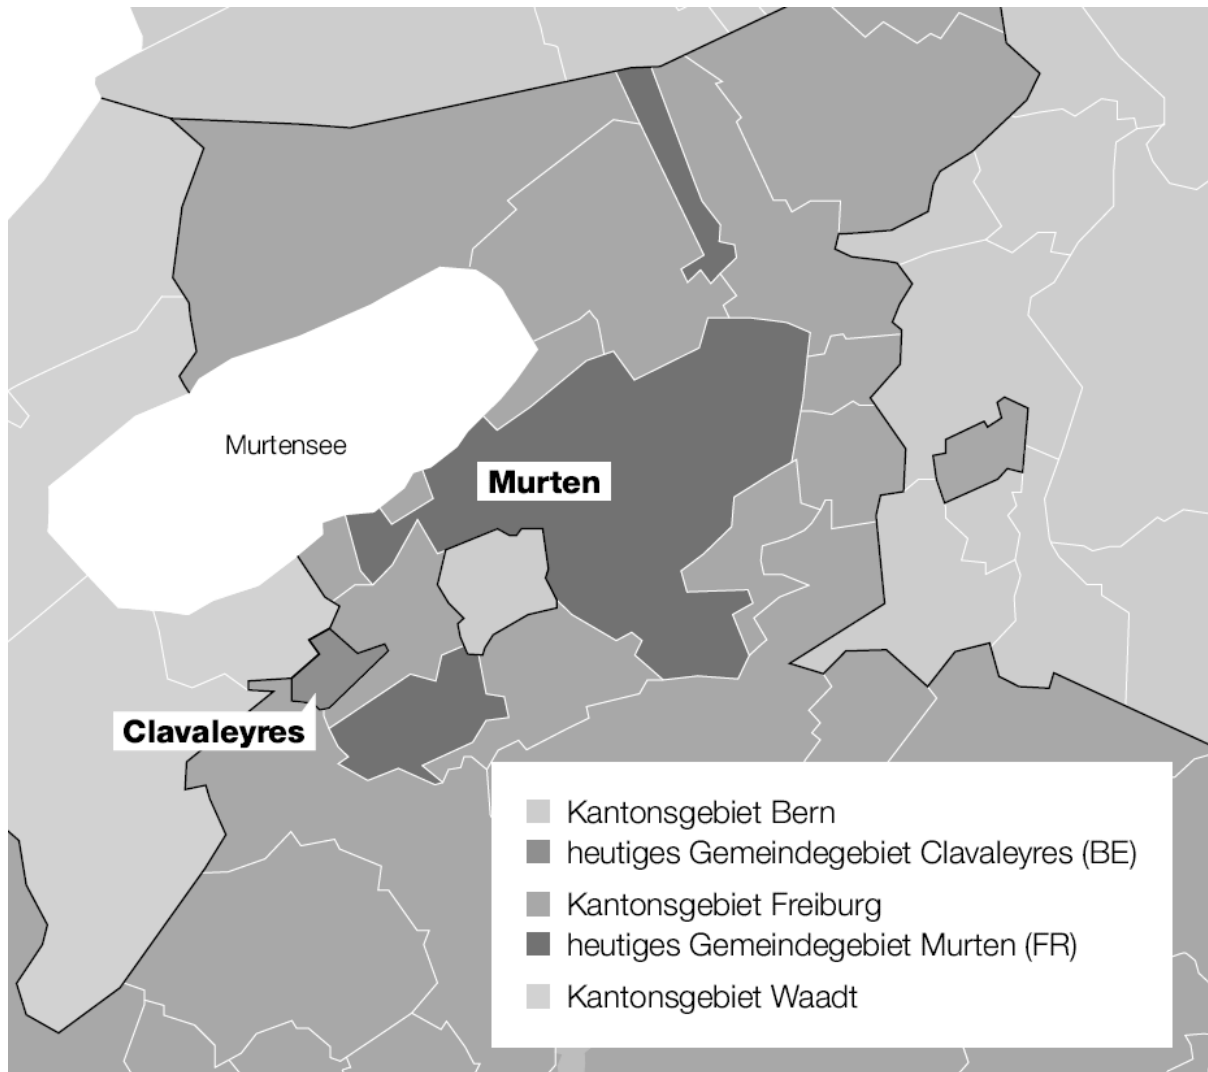 Murtensee
Murten
Clavaleyres
Kantonsgebiet Bern
heutiges Gemeindegebiet Clavaleyres (BE)
Kantonsgebiet Freiburg
heutiges Gemeindegebiet Murten (FR)
Kantonsgebiet Waadt